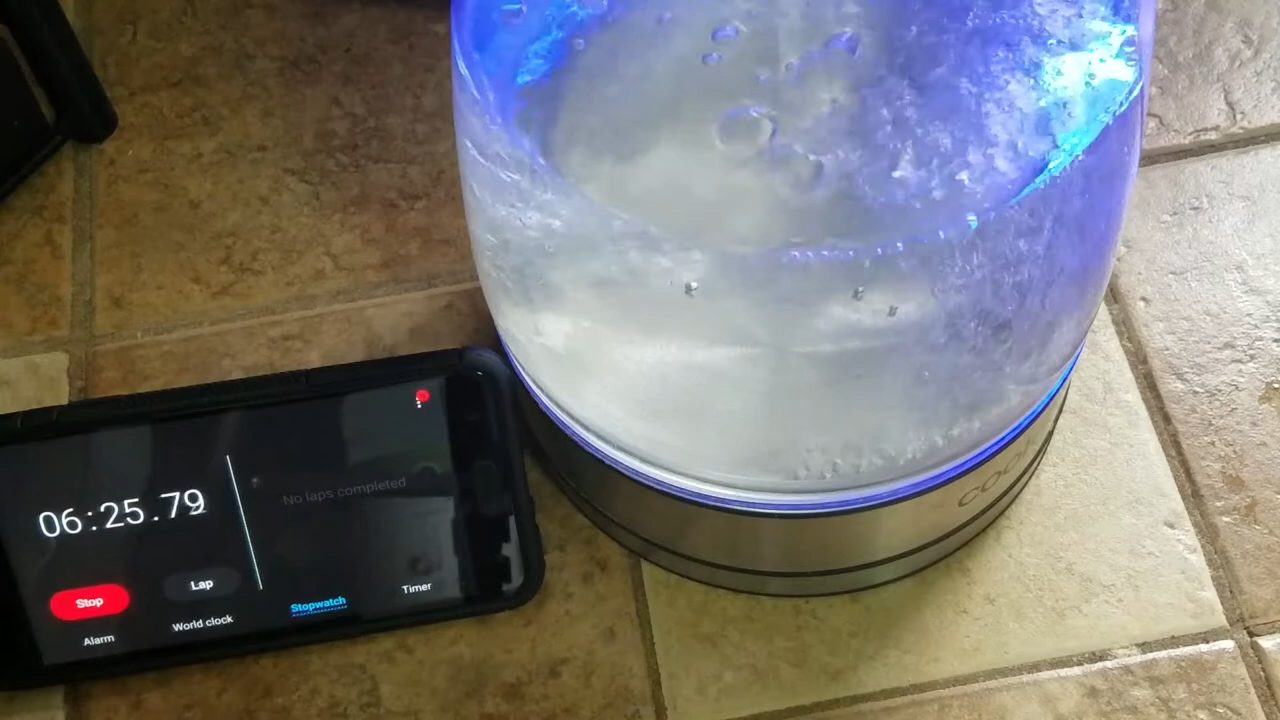 06:25.79
No laps completed
Stop
Lap
Alarm
World clock
Stopwatch
Timer